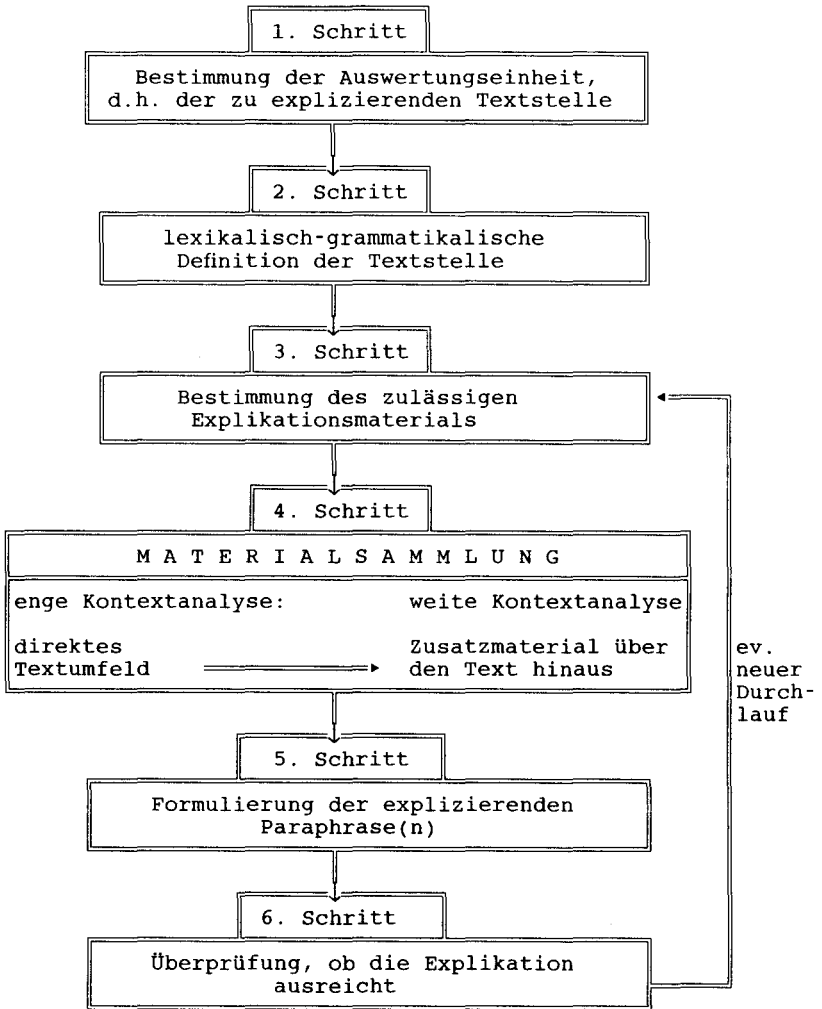 1. Schritt
Bestimmung der Auswertungseinheit,
d.h. der zu explizierenden Textstelle
2. Schritt
lexikalisch-grammatikalische
Definition der Textstelle
3. Schritt
Bestimmung des zulässigen
Explikationsmaterials
4. Schritt
M A T E R I A L S A M M L U N G
enge Kontextanalyse:
direktes
Textumfeld
weite Kontextanalyse
Zusatzmaterial über
den Text hinaus
5. Schritt
Formulierung der explizierenden
Paraphrase(n)
6. Schritt
Überprüfung, ob die Explikation
ausreicht
ev.
neuer
Durch-
lauf